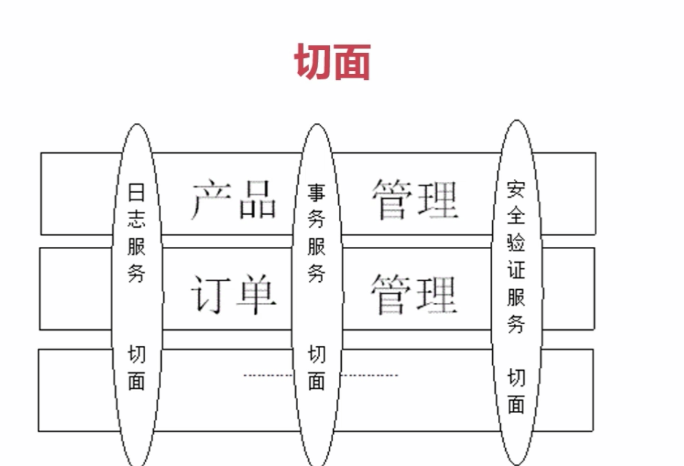 切面
产品 管理
订单 管理
日志服务 切面
事务服务 切面
安全验证服务 切面